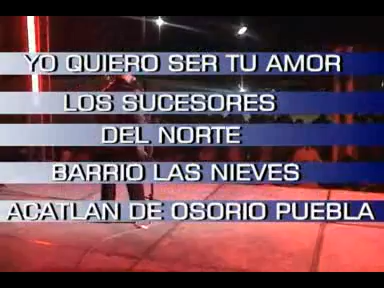 YO QUIERO SER TU AMOR
LOS SUCESORES
DEL NORTE
BARRIO LAS NIEVES
ACATLAN DE OSORIO PUEBLA